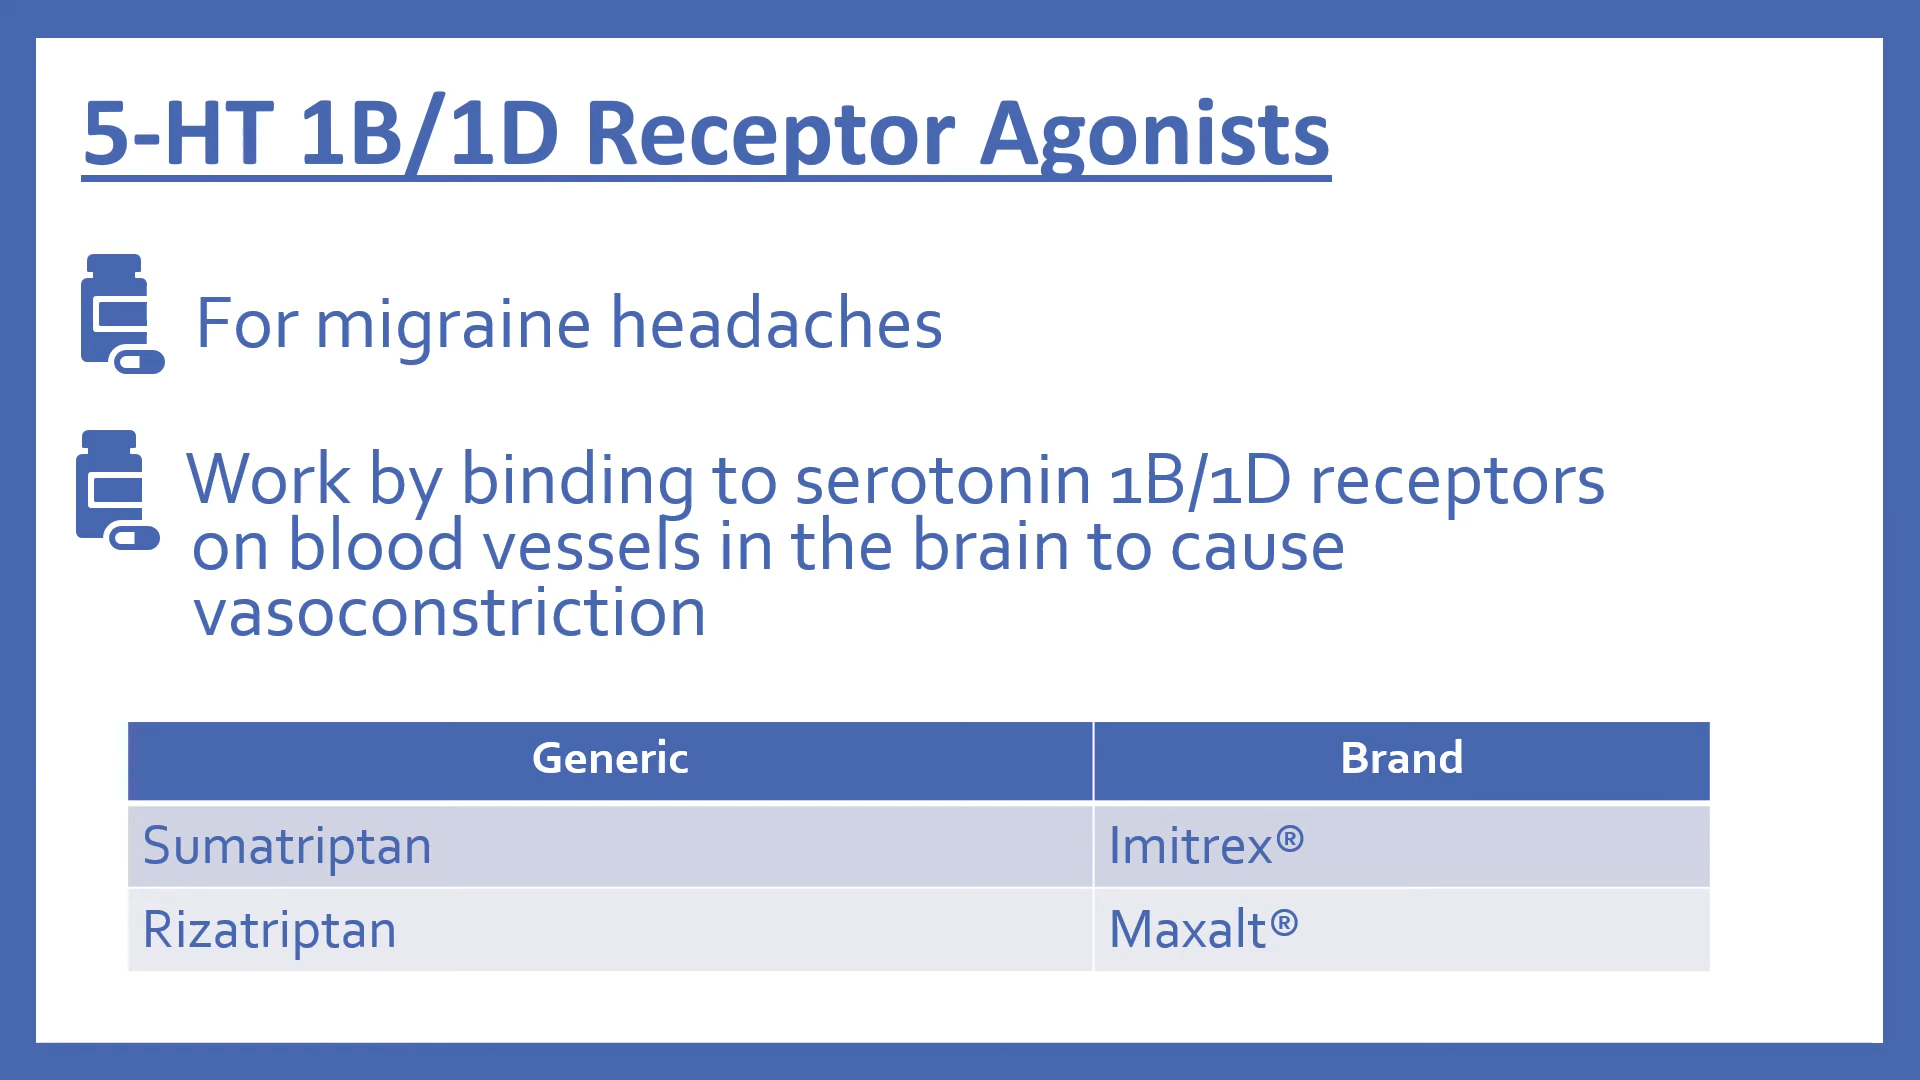 5-HT 1B/1D Receptor Agonists
For migraine headaches
Work by binding to serotonin 1B/1D receptors
on blood vessels in the brain to cause
vasoconstriction
Generic Brand
Sumatriptan Imitrex®
Rizatriptan Maxalt®